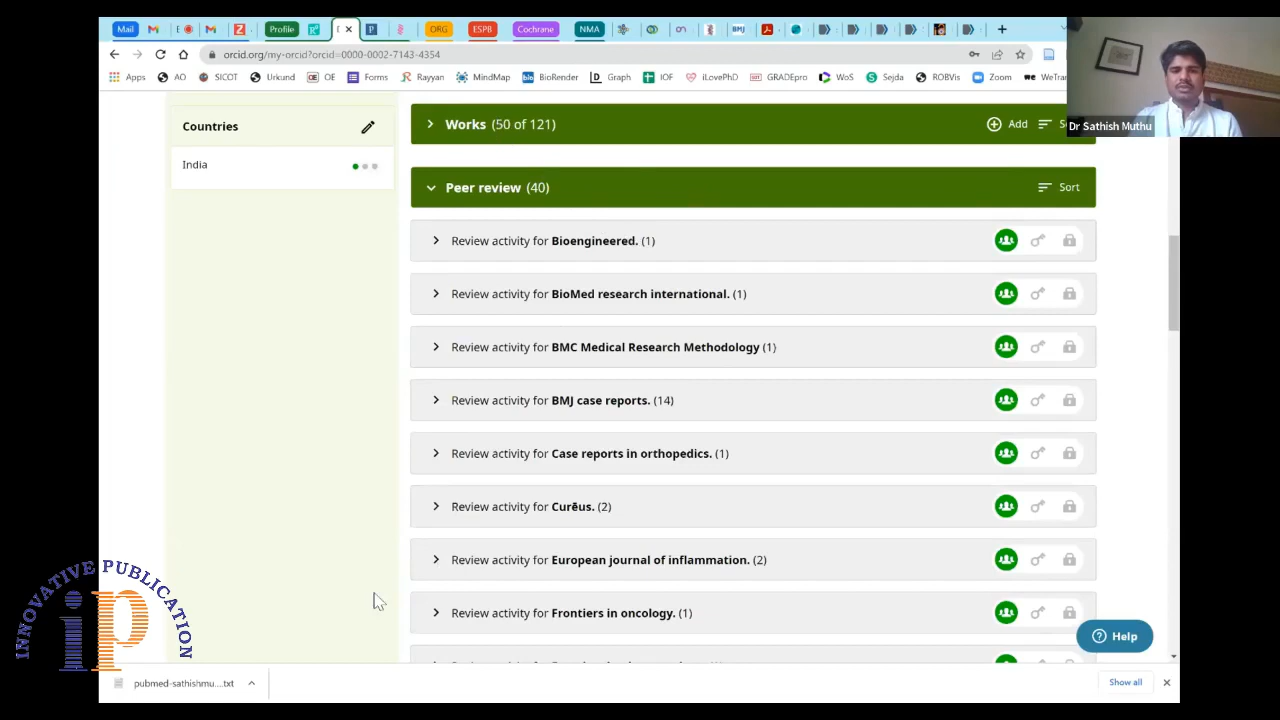 Mail
Profile
ORG
ESPB
Cochrane
NMA
BMJ
orcid.org/my-orcid?orcid=0000-0002-7143-4354
Apps AO SICOT Urkund OE Forms Rayyan MindMap BioRender Graph IOF iLovePhD GRADEpro WoS Sejda ROBVis Zoom WeTra
Dr Sathish Muthu
Countries
India
Works (50 of 121)
Add
Peer review (40)
Sort
Review activity for Bioengineered. (1)
Review activity for BioMed research international. (1)
Review activity for BMC Medical Research Methodology (1)
Review activity for BMJ case reports. (14)
Review activity for Case reports in orthopedics. (1)
Review activity for Curēus. (2)
Review activity for European journal of inflammation. (2)
Review activity for Frontiers in oncology. (1)
Help
INNOVATIVE PUBLICATION
ip
pubmed-sathishmu....txt
Show all